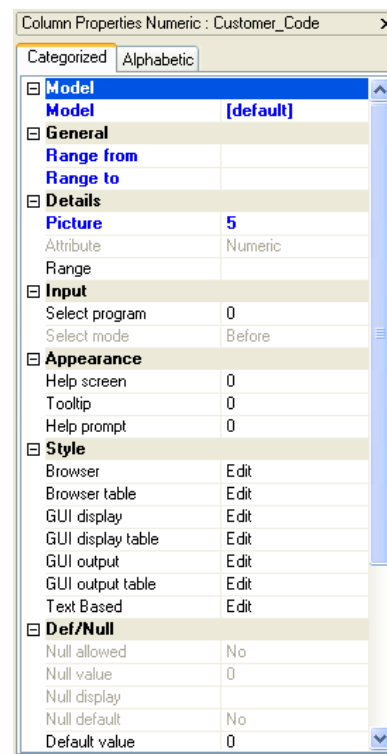 Column Properties Numeric : Customer_Code
Categorized Alphabetic
Model
Model [default]
General
Range from
Range to
Details
Picture 5
Attribute Numeric
Range
Input
Select program 0
Select mode Before
Appearance
Help screen 0
Tooltip 0
Help prompt 0
Style
Browser Edit
Browser table Edit
GUI display Edit
GUI display table Edit
GUI output Edit
GUI output table Edit
Text Based Edit
Def/Null
Null allowed No
Null value 0
Null display
Null default No
Default value 0